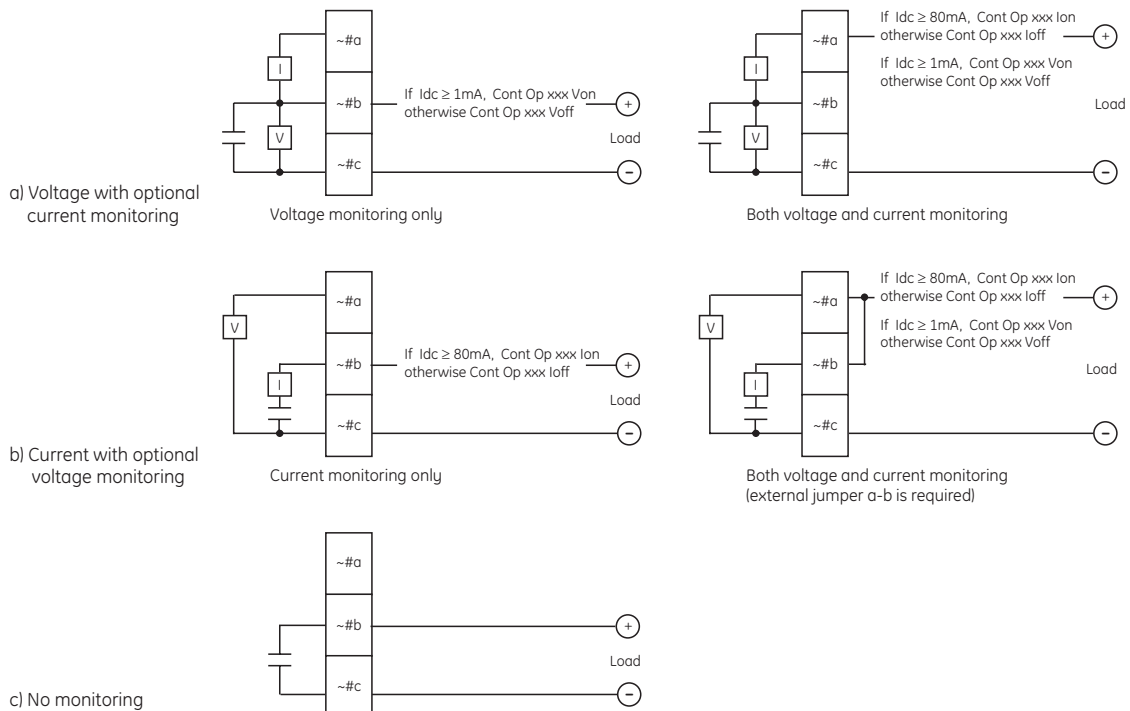 If Idc ≥ 80mA, Cont Op xxx Ion
otherwise Cont Op xxx Ioff
If Idc ≥ 1mA, Cont Op xxx Von
otherwise Cont Op xxx Voff
~#a
I
~#b
V
~#c
If Idc ≥ 1mA, Cont Op xxx Von
otherwise Cont Op xxx Voff
+
Load
−
~#a
I
~#b
V
~#c
+
Load
−
a) Voltage with optional
current monitoring
Voltage monitoring only
Both voltage and current monitoring
~#a
V
~#b
I
~#c
If Idc ≥ 80mA, Cont Op xxx Ion
otherwise Cont Op xxx Ioff
+
Load
−
~#a
V
~#b
I
~#c
If Idc ≥ 80mA, Cont Op xxx Ion
otherwise Cont Op xxx Ioff
If Idc ≥ 1mA, Cont Op xxx Von
otherwise Cont Op xxx Voff
+
Load
−
b) Current with optional
voltage monitoring
Current monitoring only
Both voltage and current monitoring
(external jumper a-b is required)
~#a
~#b
~#c
+
Load
−
c) No monitoring